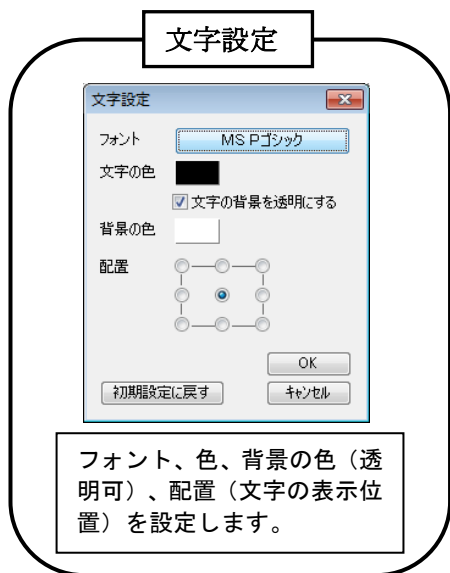 文字設定
文字設定
フォント
MS Pゴシック
文字の色
文字の背景を透明にする
背景の色
配置
OK
初期設定に戻す
キャンセル
フォント、色、背景の色（透
明可）、配置（文字の表示位
置）を設定します。